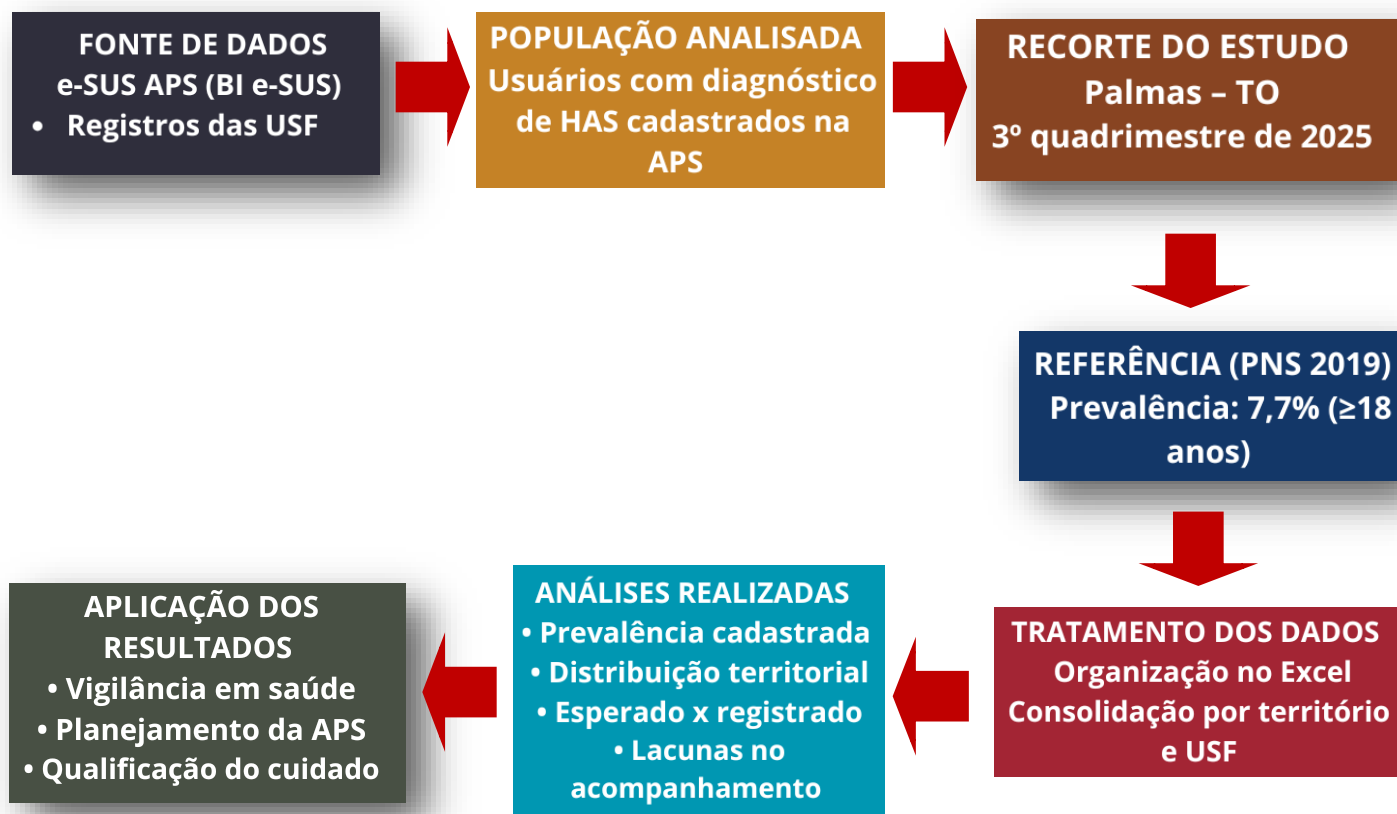 FONTE DE DADOS
e-SUS APS (BI e-SUS)
• Registros das USF
POPULAÇÃO ANALISADA
Usuários com diagnóstico
de HAS cadastrados na
APS
RECORTE DO ESTUDO
Palmas – TO
3º quadrimestre de 2025
REFERÊNCIA (PNS 2019)
Prevalência: 7,7% (≥18
anos)
TRATAMENTO DOS DADOS
Organização no Excel
Consolidação por território
e USF
ANÁLISES REALIZADAS
• Prevalência cadastrada
• Distribuição territorial
• Esperado x registrado
• Lacunas no
acompanhamento
APLICAÇÃO DOS
RESULTADOS
• Vigilância em saúde
• Planejamento da APS
• Qualificação do cuidado